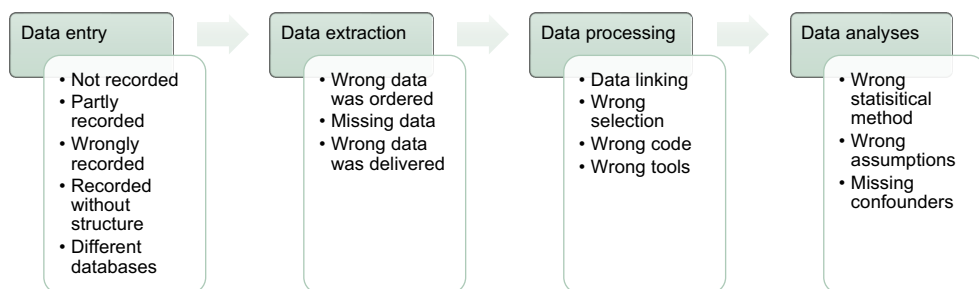 Data entry
• Not recorded
• Partly
recorded
• Wrongly
recorded
• Recorded
without
structure
• Different
databases
Data extraction
• Wrong data
was ordered
• Missing data
• Wrong data
was delivered
Data processing
• Data linking
• Wrong
selection
• Wrong code
• Wrong tools
Data analyses
• Wrong
statisitical
method
• Wrong
assumptions
• Missing
confounders